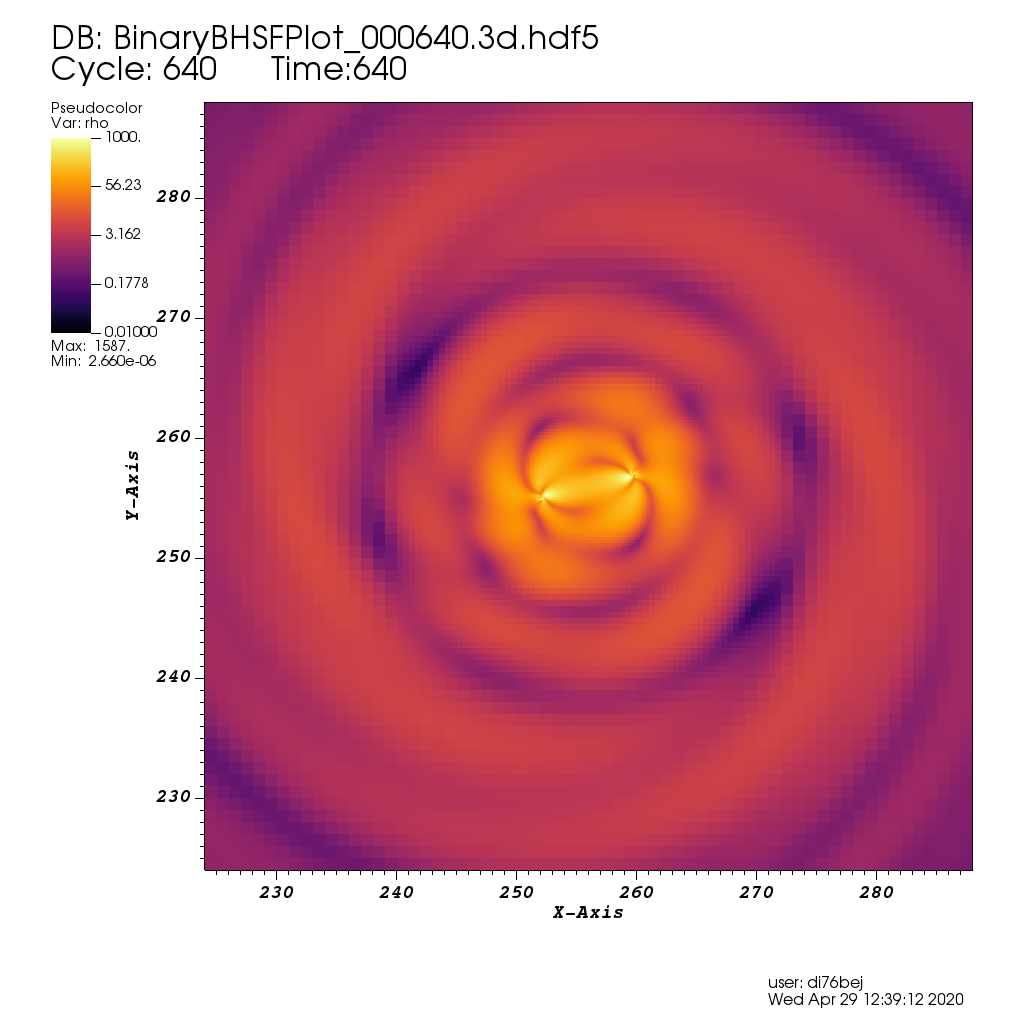 DB: BinaryBHSFPlot_000640.3d.hdf5
Cycle: 640 Time:640
Pseudocolor
Var: rho
1000.
56.23
3.162
0.1778
0.01000
Max: 1587.
Min: 2.660e-06
280
270
260
250
240
230
Y-Axis
230 240 250 260 270 280
X-Axis
user: di76bej
Wed Apr 29 12:39:12 2020